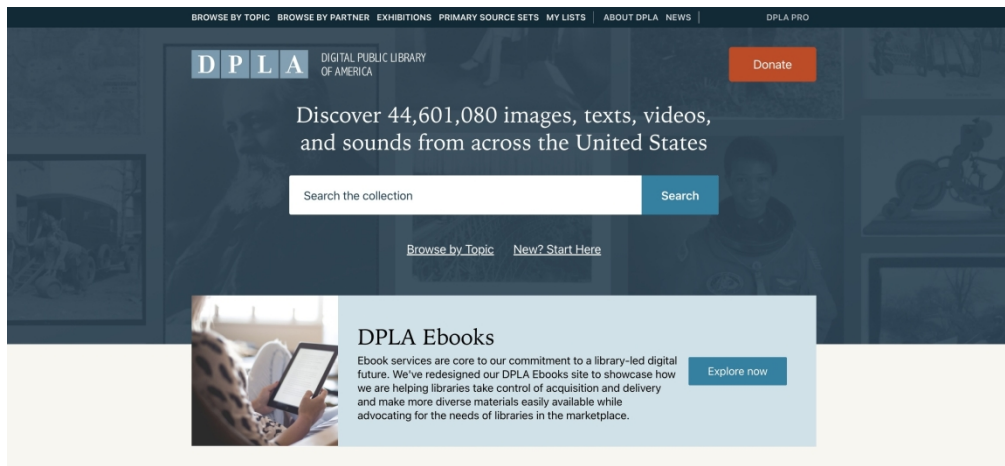 BROWSE BY TOPIC BROWSE BY PARTNER EXHIBITIONS PRIMARY SOURCE SETS MY LISTS ABOUT DPLA NEWS DPLA PRO
DPLA DIGITAL PUBLIC LIBRARY
OF AMERICA
Donate
Discover 44,601,080 images, texts, videos,
and sounds from across the United States
Search the collection Search
Browse by Topic New? Start Here
DPLA Ebooks
Ebook services are core to our commitment to a library-led digital
future. We've redesigned our DPLA Ebooks site to showcase how
we are helping libraries take control of acquisition and delivery
and make more diverse materials easily available while
advocating for the needs of libraries in the marketplace.
Explore now